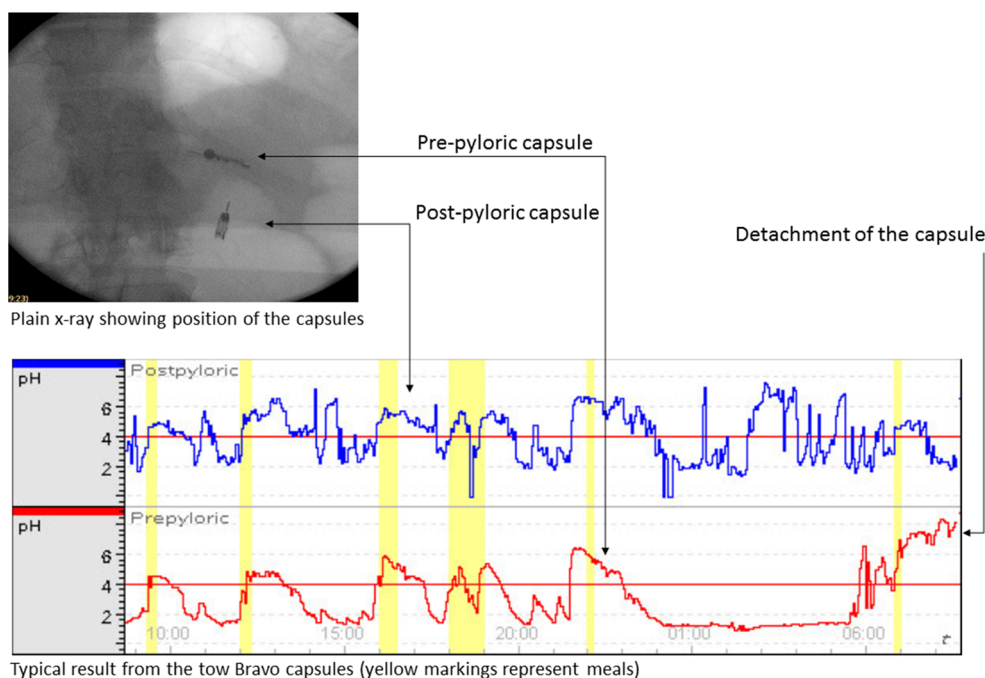 Pre-pyloric capsule
Post-pyloric capsule
Detachment of the capsule
9:23)
Plain x-ray showing position of the capsules
pH
Postpyloric
6
4
2
pH
Prepyloric
6
4
2
10:00 15:00 20:00 01:00 06:00 t
Typical result from the tow Bravo capsules (yellow markings represent meals)